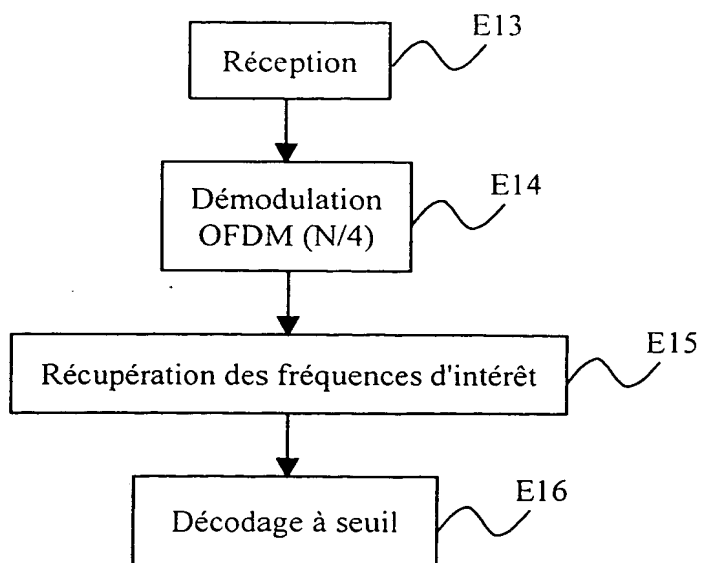 E13
Réception
E14
Démodulation
OFDM (N/4)
E15
Récupération des fréquences d'intérêt
E16
Décodage à seuil